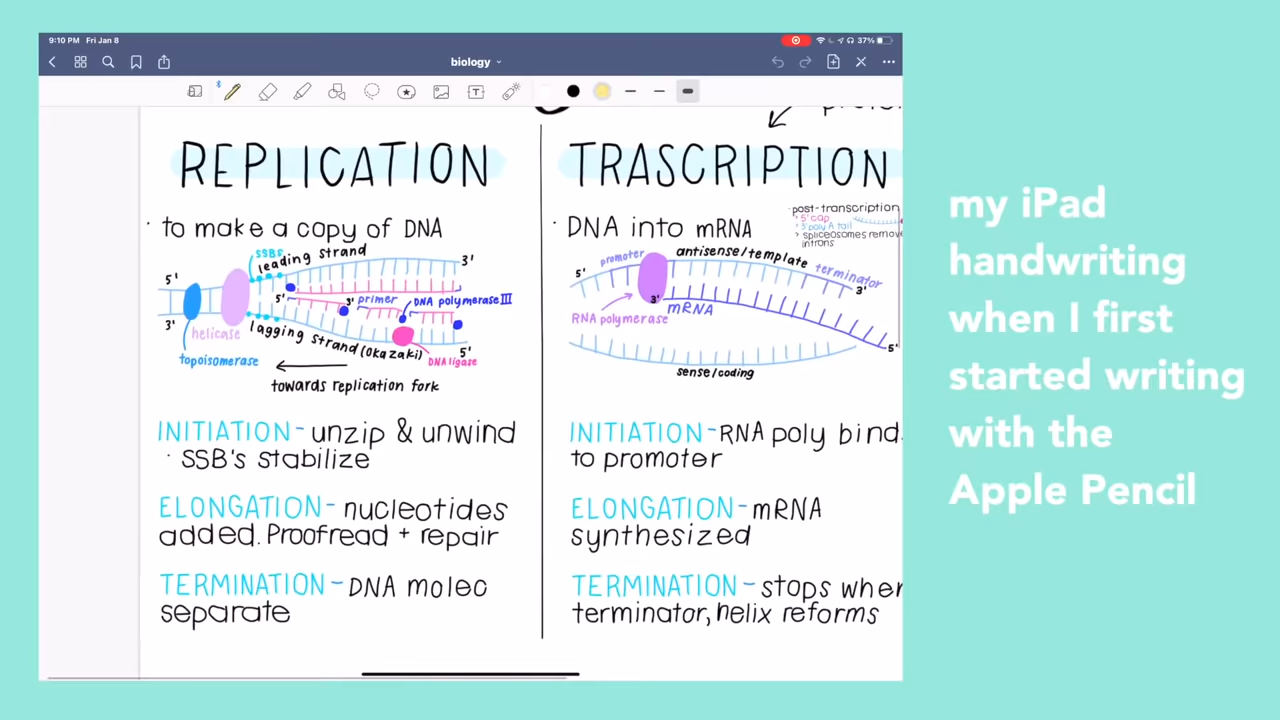 9:10 PM Fri Jan 8
37%
biology
REPLICATION
· to make a copy of DNA
SSBs
leading strand
5'
3'
5'
3'
primer
DNA polymerase III
3'
helicase
lagging strand (Okazaki)
5'
topoisomerase
DNA ligase
towards replication fork
INITIATION - unzip & unwind
· SSB's stabilize
ELONGATION - nucleotides
added. Proofread + repair
TERMINATION - DNA molec
separate
TRASCRIPTION
· DNA into mRNA
post-transcription
5' cap
3' poly A tail
spliceosomes remove
introns
promoter
antisense/template
terminator
5'
3'
3'
mRNA
RNA polymerase
5'
sense/coding
INITIATION - RNA poly bind
to promoter
ELONGATION - mRNA
synthesized
TERMINATION - stops when
terminator, helix reforms
my iPad
handwriting
when I first
started writing
with the
Apple Pencil